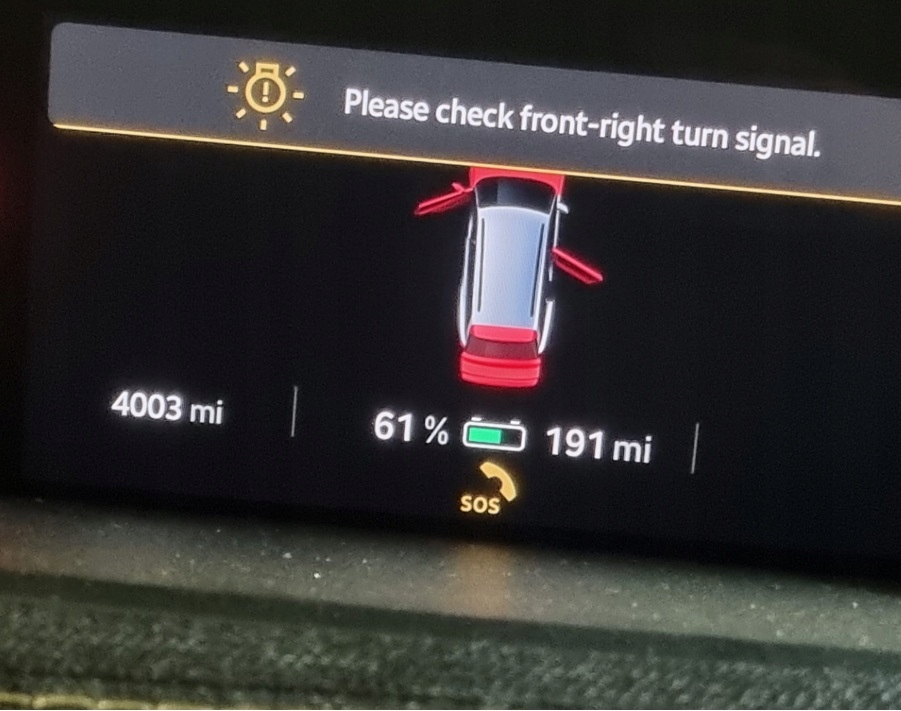 Please check front-right turn signal.
4003 mi
61 %
191 mi
SOS